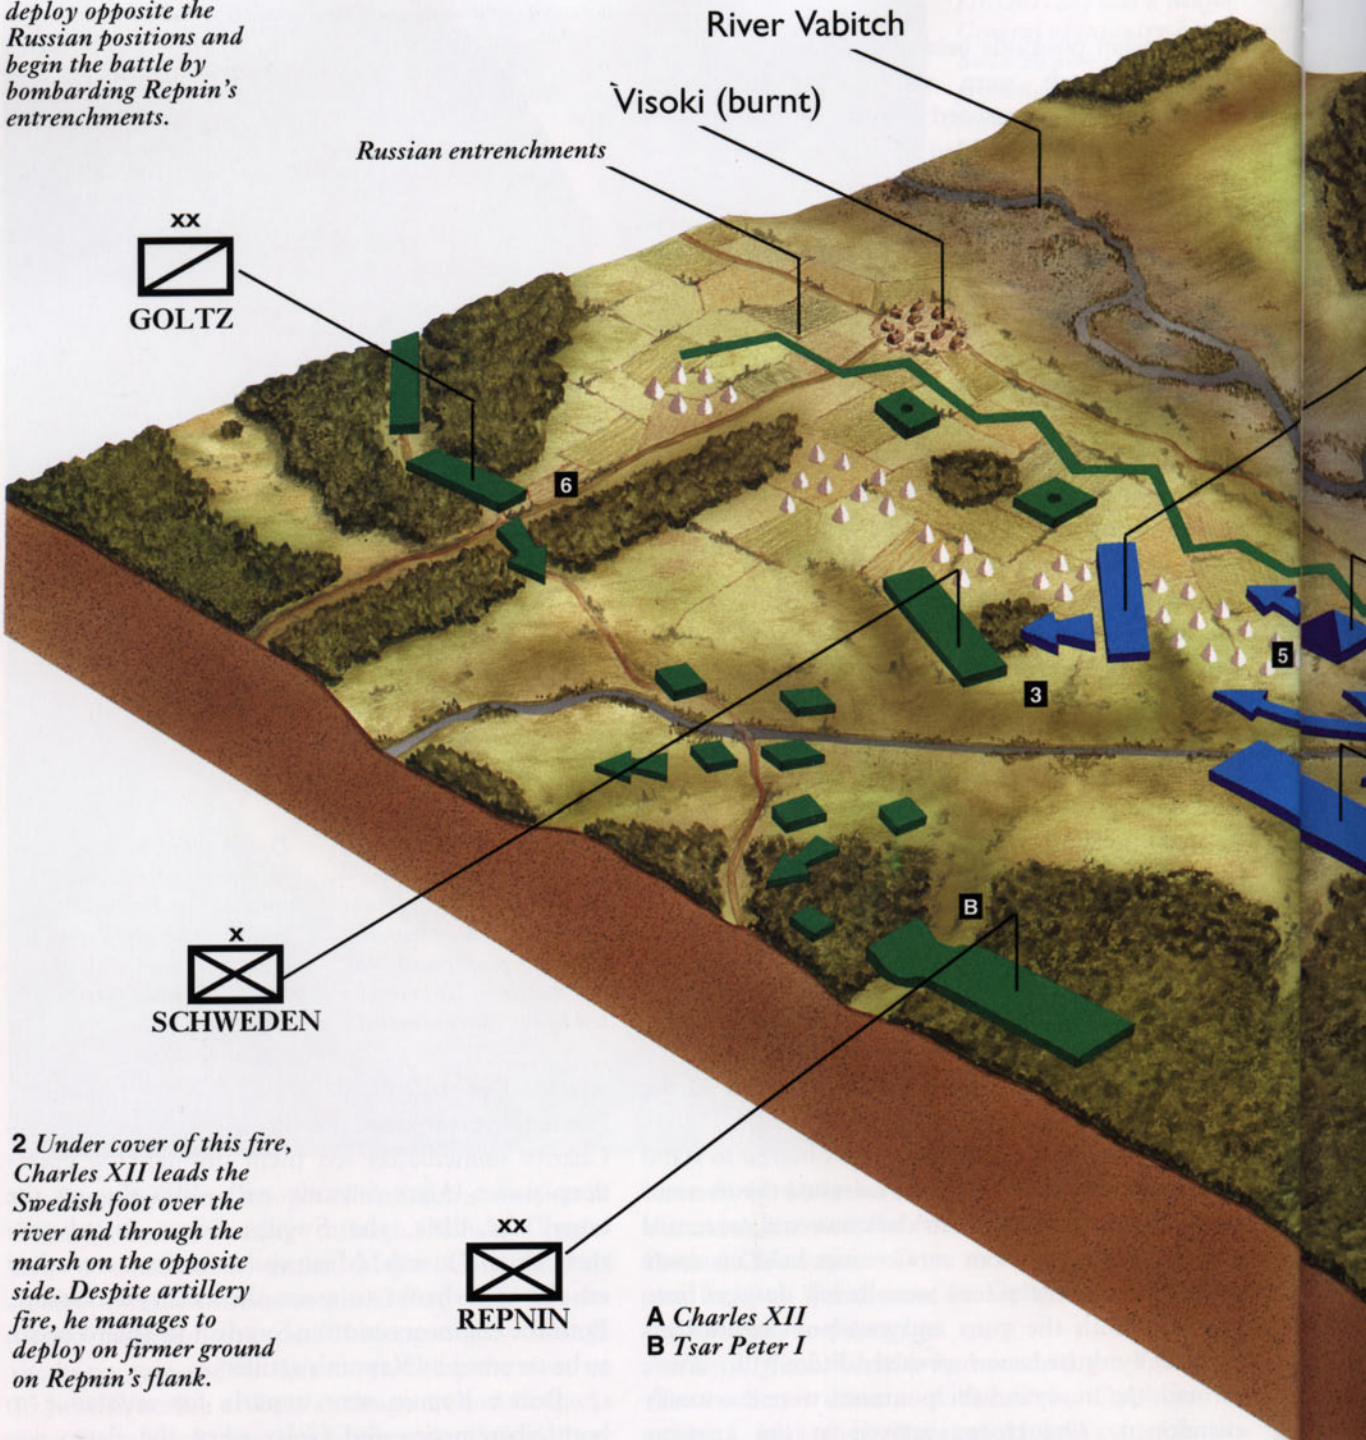 deploy opposite the
Russian positions and
begin the battle by
bombarding Repnin's
entrenchments.
River Vabitch
Visoki (burnt)
Russian entrenchments
xx
GOLTZ
6
3
5
B
x
SCHWEDEN
2 Under cover of this fire,
Charles XII leads the
Swedish foot over the
river and through the
marsh on the opposite
side. Despite artillery
fire, he manages to
deploy on firmer ground
on Repnin's flank.
xx
REPNIN
A Charles XII
B Tsar Peter I